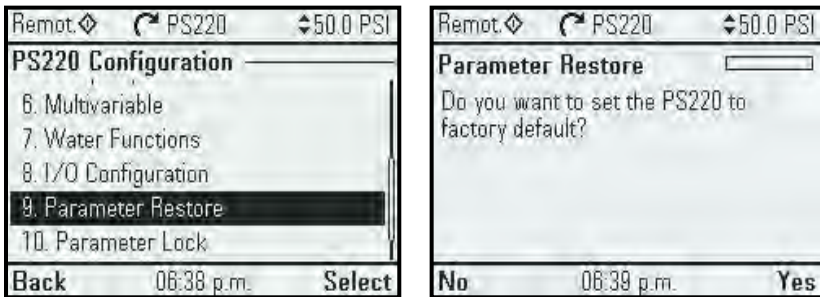 Remot. PS220 50.0 PSI
PS220 Configuration
6. Multivariable
7. Water Functions
8. I/O Configuration
9. Parameter Restore
10. Parameter Lock
Back 06:38 p.m. Select
Remot. PS220 50.0 PSI
Parameter Restore
Do you want to set the PS220 to
factory default?
No 06:39 p.m. Yes